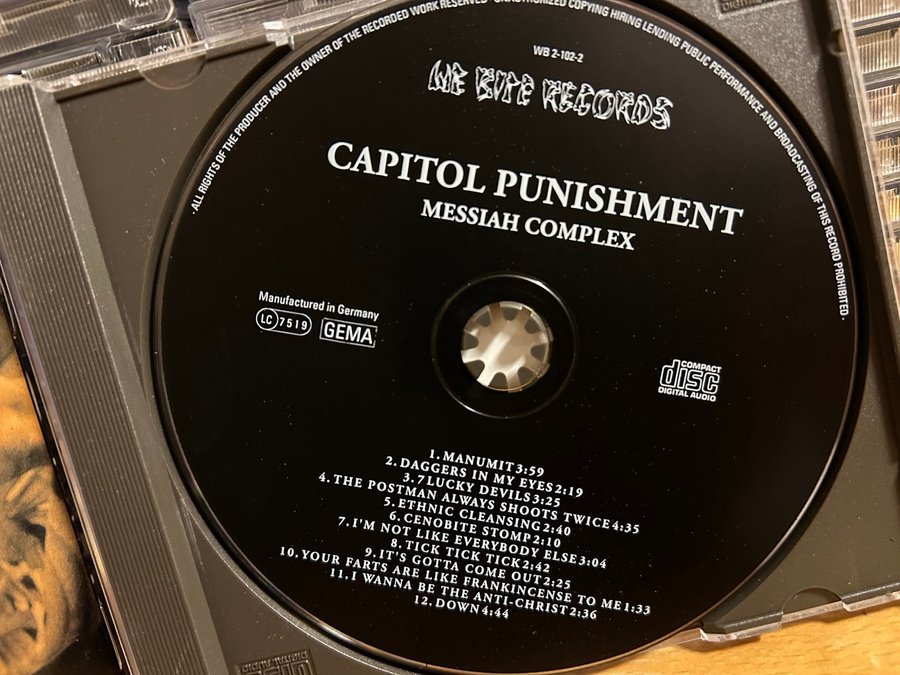 · ALL RIGHTS OF THE PRODUCER AND THE OWNER OF THE RECORDED WORK RESERVED · UNAUTHORIZED COPYING HIRING LENDING PUBLIC PERFORMANCE AND BROADCASTING OF THIS RECORD PROHIBITED ·
WB 2-102-2
WE BITE RECORDS
CAPITOL PUNISHMENT
MESSIAH COMPLEX
Manufactured in Germany
LC 7519 GEMA
COMPACT
disc
DIGITAL AUDIO
1. MANUMIT 3:59
2. DAGGERS IN MY EYES 2:19
3. 7 LUCKY DEVILS 3:25
4. THE POSTMAN ALWAYS SHOOTS TWICE 4:35
5. ETHNIC CLEANSING 2:40
6. CENOBITE STOMP 2:10
7. I'M NOT LIKE EVERYBODY ELSE 3:04
8. TICK TICK TICK 2:42
9. IT'S GOTTA COME OUT 2:25
10. YOUR FARTS ARE LIKE FRANKINCENSE TO ME 1:33
11. I WANNA BE THE ANTI-CHRIST 2:36
12. DOWN 4:44
DIGITAL AUDIO